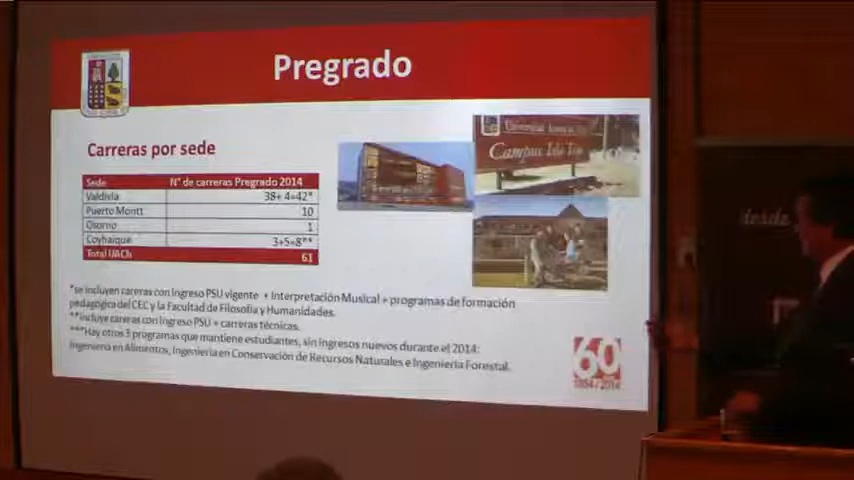 Pregrado
Carreras por sede
Sede N° de carreras Pregrado 2014
Valdivia 38+ 4=42*
Puerto Montt 10
Osorno 1
Coyhaique 3+5=8**
Total UACh 61
Campus Isla Teja
*se incluyen carreras con ingreso PSU vigente + Interpretación Musical + programas de formación
pedagógica del CEC y la Facultad de Filosofía y Humanidades.
**incluye carreras con ingreso PSU + carreras técnicas.
***Hay otros 3 programas que mantiene estudiantes, sin ingresos nuevos durante el 2014:
Ingeniería en Alimentos, Ingeniería en Conservación de Recursos Naturales e Ingeniería Forestal.
60
1954 / 2014
desde